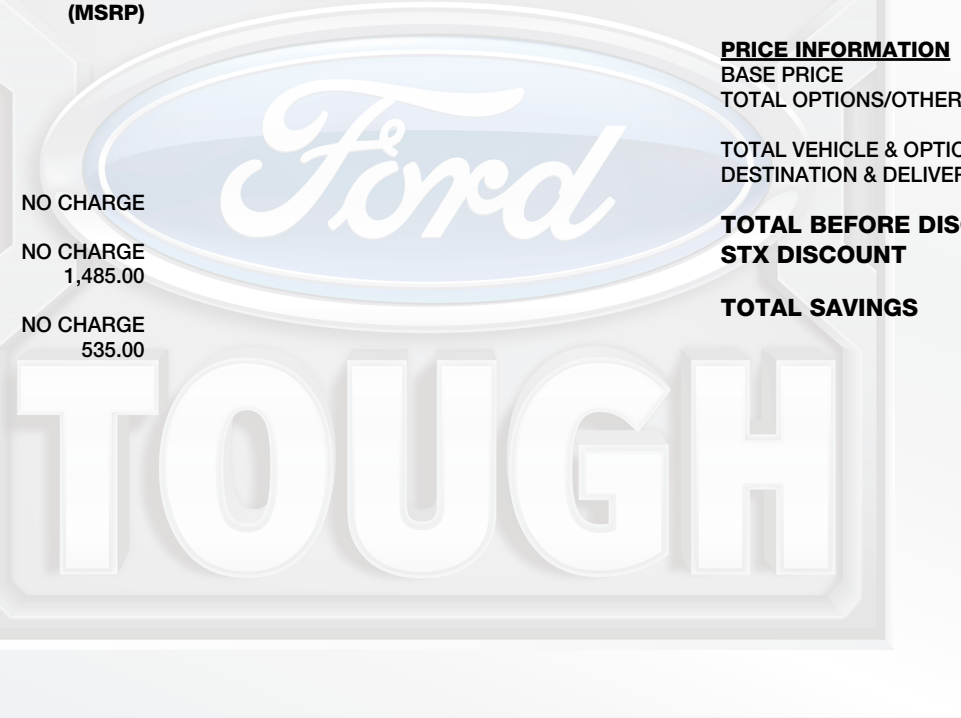 (MSRP)
NO CHARGE
NO CHARGE
1,485.00
NO CHARGE
535.00
PRICE INFORMATION
BASE PRICE
TOTAL OPTIONS/OTHER
TOTAL VEHICLE & OPTIO
DESTINATION & DELIVER
TOTAL BEFORE DIS
STX DISCOUNT
TOTAL SAVINGS
Ford
TOUGH